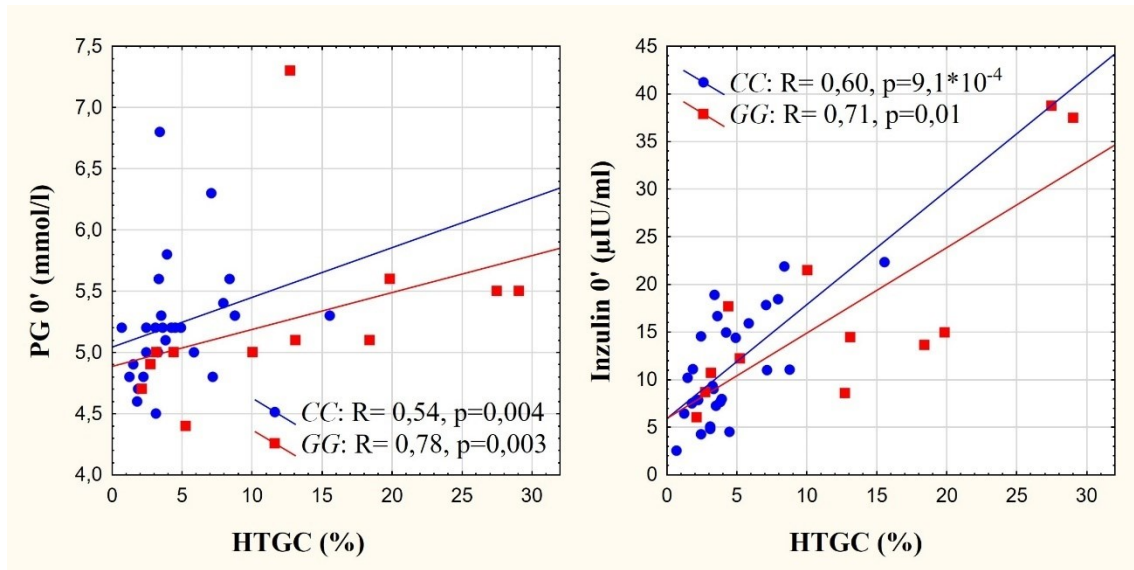 7,5
7,0
6,5
6,0
5,5
5,0
4,5
4,0
PG 0' (mmol/l)
CC: R= 0,54, p=0,004
GG: R= 0,78, p=0,003
0 5 10 15 20 25 30
HTGC (%)
45
40
35
30
25
20
15
10
5
0
Inzulin 0' (µIU/ml)
CC: R= 0,60, p=9,1*10⁻⁴
GG: R= 0,71, p=0,01
0 5 10 15 20 25 30
HTGC (%)